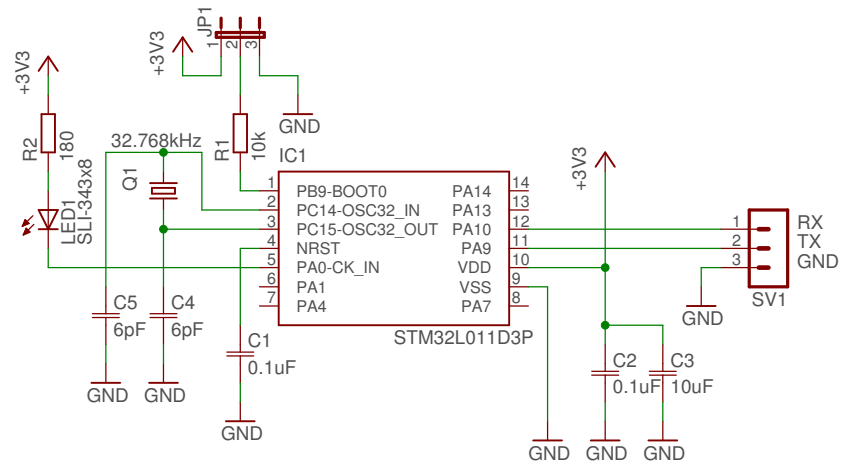 JP1
+3V3
1
2
3
+3V3
GND
R2
180
32.768kHz
R1
10k
Q1
LED1
SLI-343x8
IC1
1 PB9-BOOT0 PA14 14
2 PC14-OSC32_IN PA13 13
3 PC15-OSC32_OUT PA10 12
4 NRST PA9 11
5 PA0-CK_IN VDD 10
6 PA1 VSS 9
7 PA4 PA7 8
STM32L011D3P
+3V3
1 RX
2 TX
3 GND
SV1
GND
C5
6pF
C4
6pF
C1
0.1uF
C2
0.1uF
C3
10uF
GND
GND
GND
GND
GND
GND